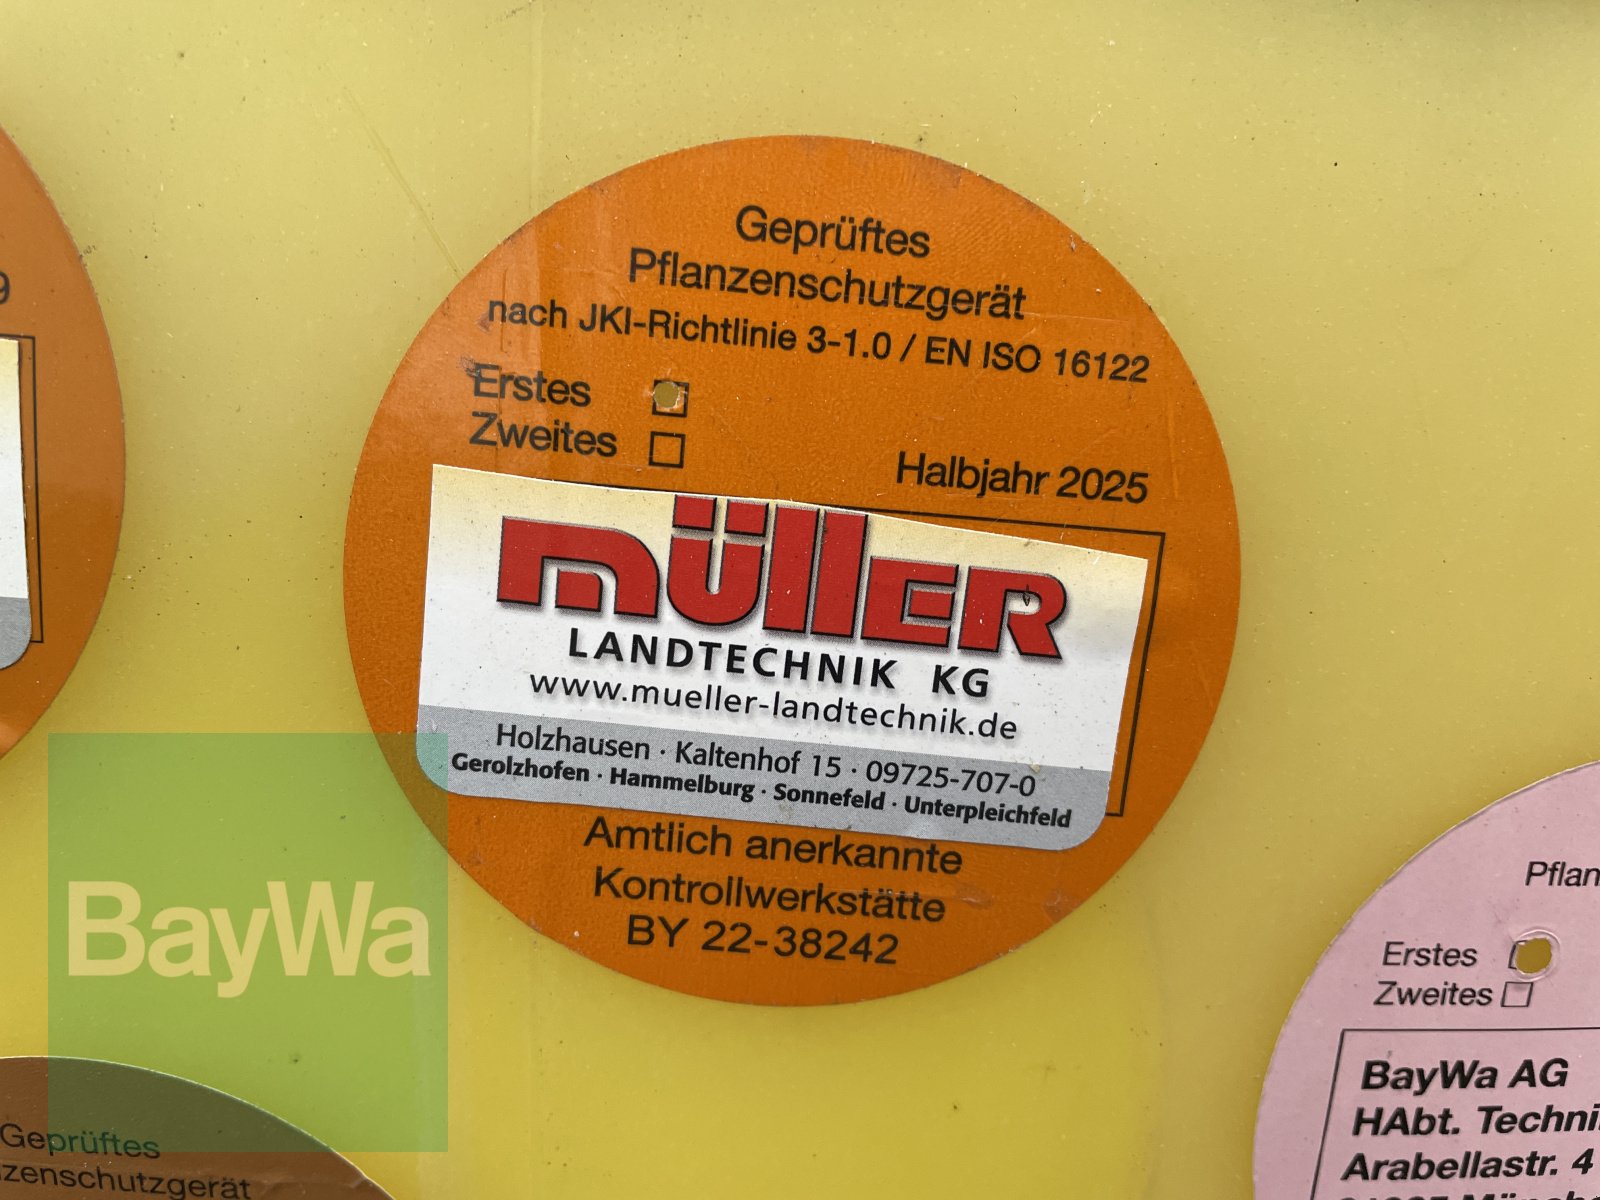 Geprüftes
Pflanzenschutzgerät
nach JKI-Richtlinie 3-1.0 / EN ISO 16122
Erstes
Zweites
Halbjahr 2025
müller
LANDTECHNIK KG
www.mueller-landtechnik.de
Holzhausen · Kaltenhof 15 · 09725-707-0
Gerolzhofen · Hammelburg · Sonnefeld · Unterpleichfeld
Amtlich anerkannte
Kontrollwerkstätte
BY 22-38242
9
BayWa
Geprüftes
nzenschutzgerät
Pflan
Erstes
Zweites
BayWa AG
HAbt. Techni
Arabellastr. 4